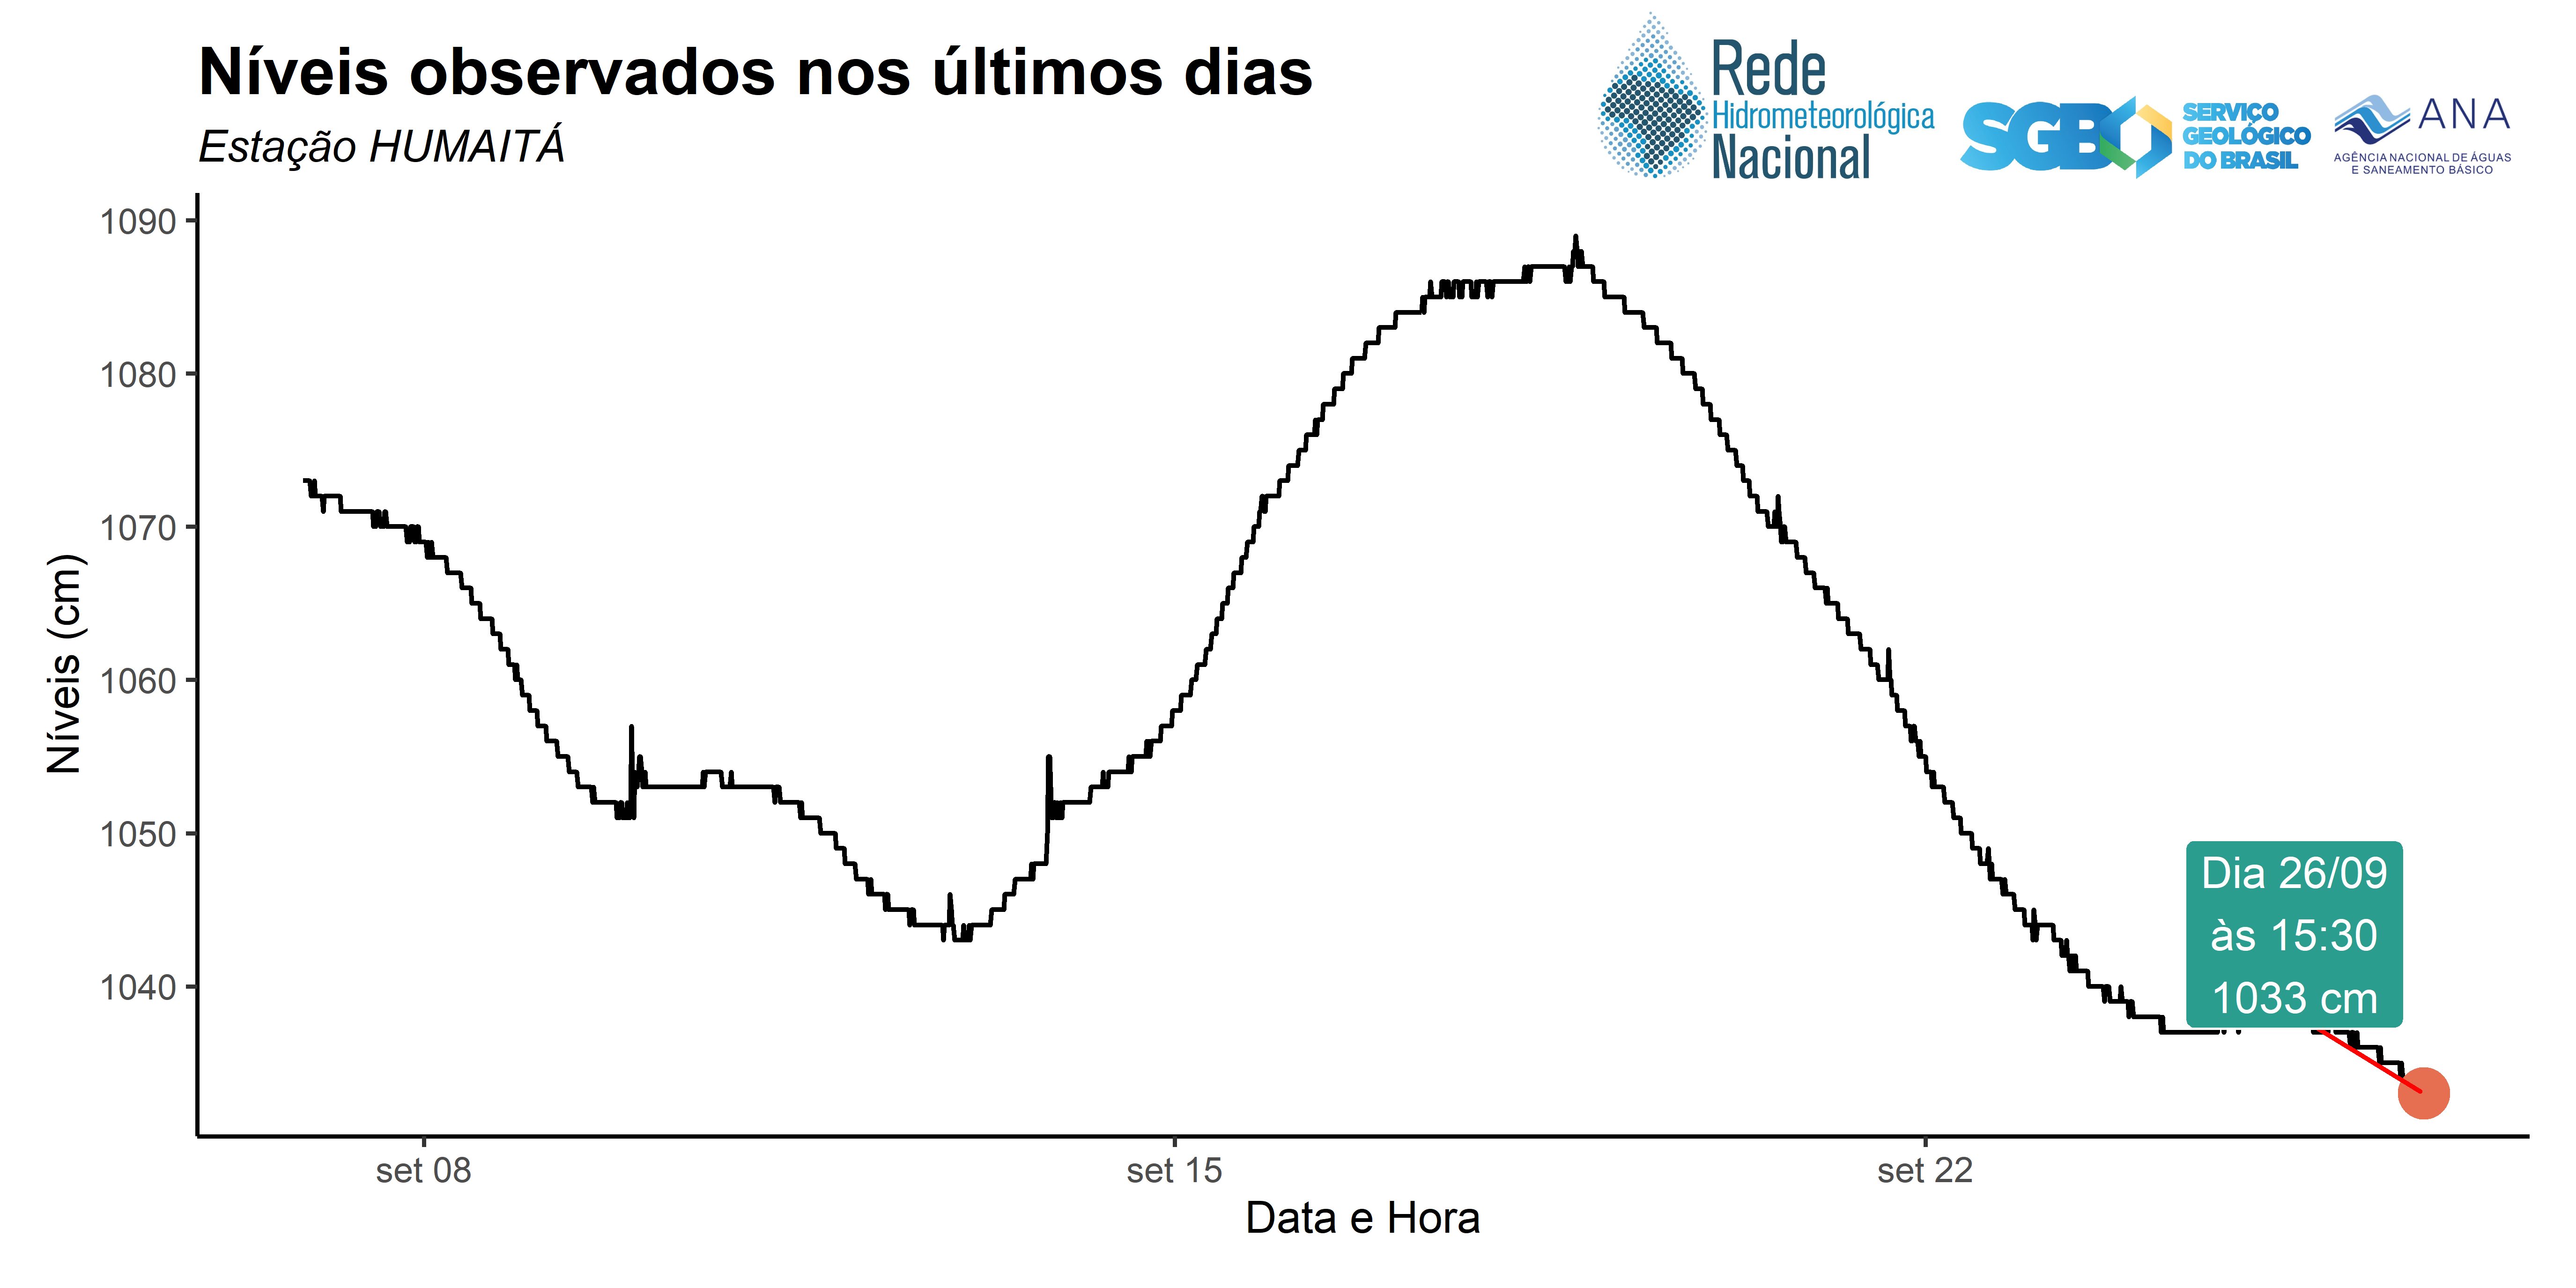 Níveis observados nos últimos dias
Estação HUMAITÁ
Rede
Hidrometeorológica
Nacional
SGB
SERVIÇO
GEOLÓGICO
DO BRASIL
ANA
AGÊNCIA NACIONAL DE ÁGUAS
E SANEAMENTO BÁSICO
Níveis (cm)
1090
1080
1070
1060
1050
1040
Dia 26/09
às 15:30
1033 cm
set 08
set 15
set 22
Data e Hora